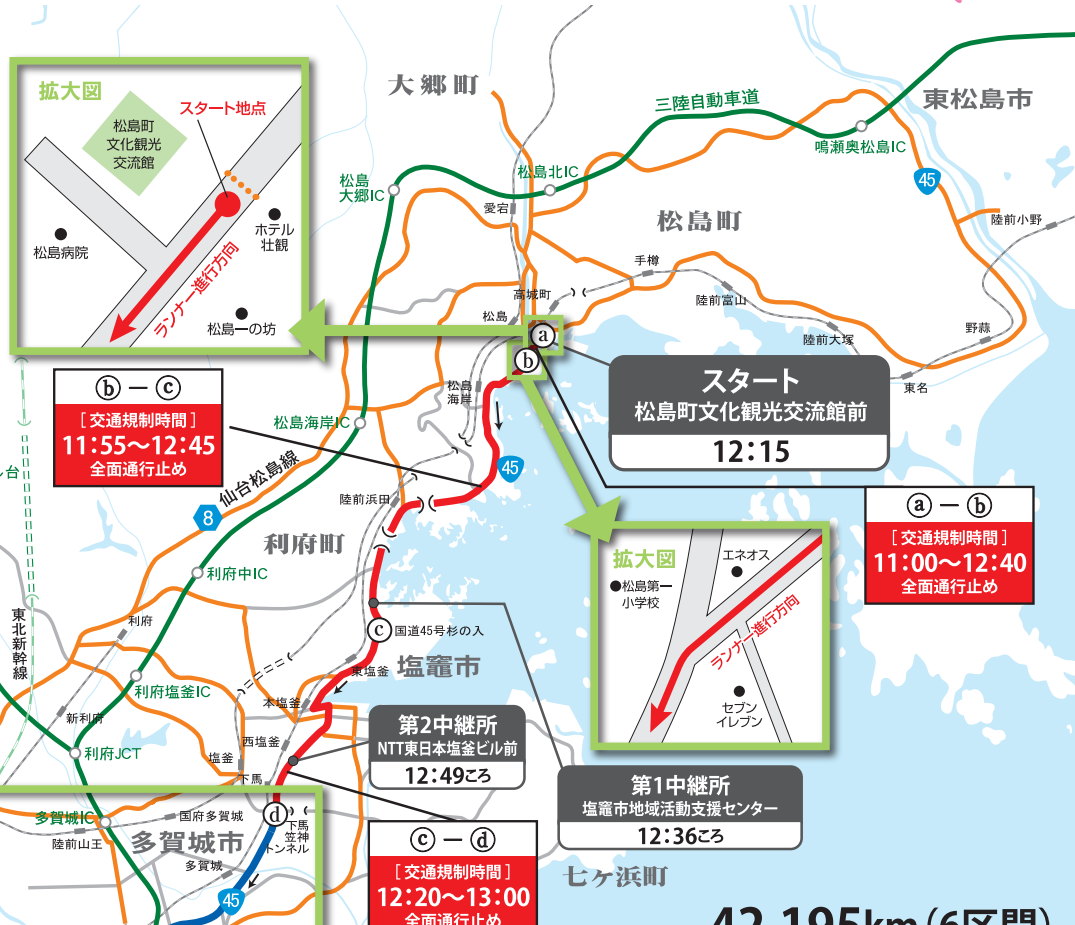 拡大図
スタート地点
松島町
文化観光
交流館
ホテル
壮観
松島病院
ランナー進行方向
松島一の坊
大郷町
三陸自動車道
東松島市
鳴瀬奥松島IC
松島北IC
松島
大郷IC
愛宕
45
松島町
陸前小野
手樽
高城町
陸前富山
松島
ⓐ
ⓑ
陸前大塚
野蒜
東名
松島
海岸
スタート
松島町文化観光交流館前
12:15
ⓑ − ⓒ
[ 交通規制時間 ]
11:55〜12:45
全面通行止め
松島海岸IC
45
仙台松島線
8
陸前浜田
ⓐ − ⓑ
[ 交通規制時間 ]
11:00〜12:40
全面通行止め
利府町
拡大図
エネオス
松島第一
小学校
ランナー進行方向
セブン
イレブン
利府中IC
東北新幹線
利府
ⓒ
国道45号杉の入
塩竈市
東塩釜
利府塩釜IC
本塩釜
新利府
西塩釜
利府JCT
塩釜
下馬
第2中継所
NTT東日本塩釜ビル前
12:49ごろ
第1中継所
塩竈市地域活動支援センター
12:36ごろ
多賀城IC
国府多賀城
ⓓ
下馬
笠神
トンネル
陸前山王
多賀城市
多賀城
45
ⓒ − ⓓ
[ 交通規制時間 ]
12:20〜13:00
全面通行止め
七ヶ浜町
42.195km(6区間)